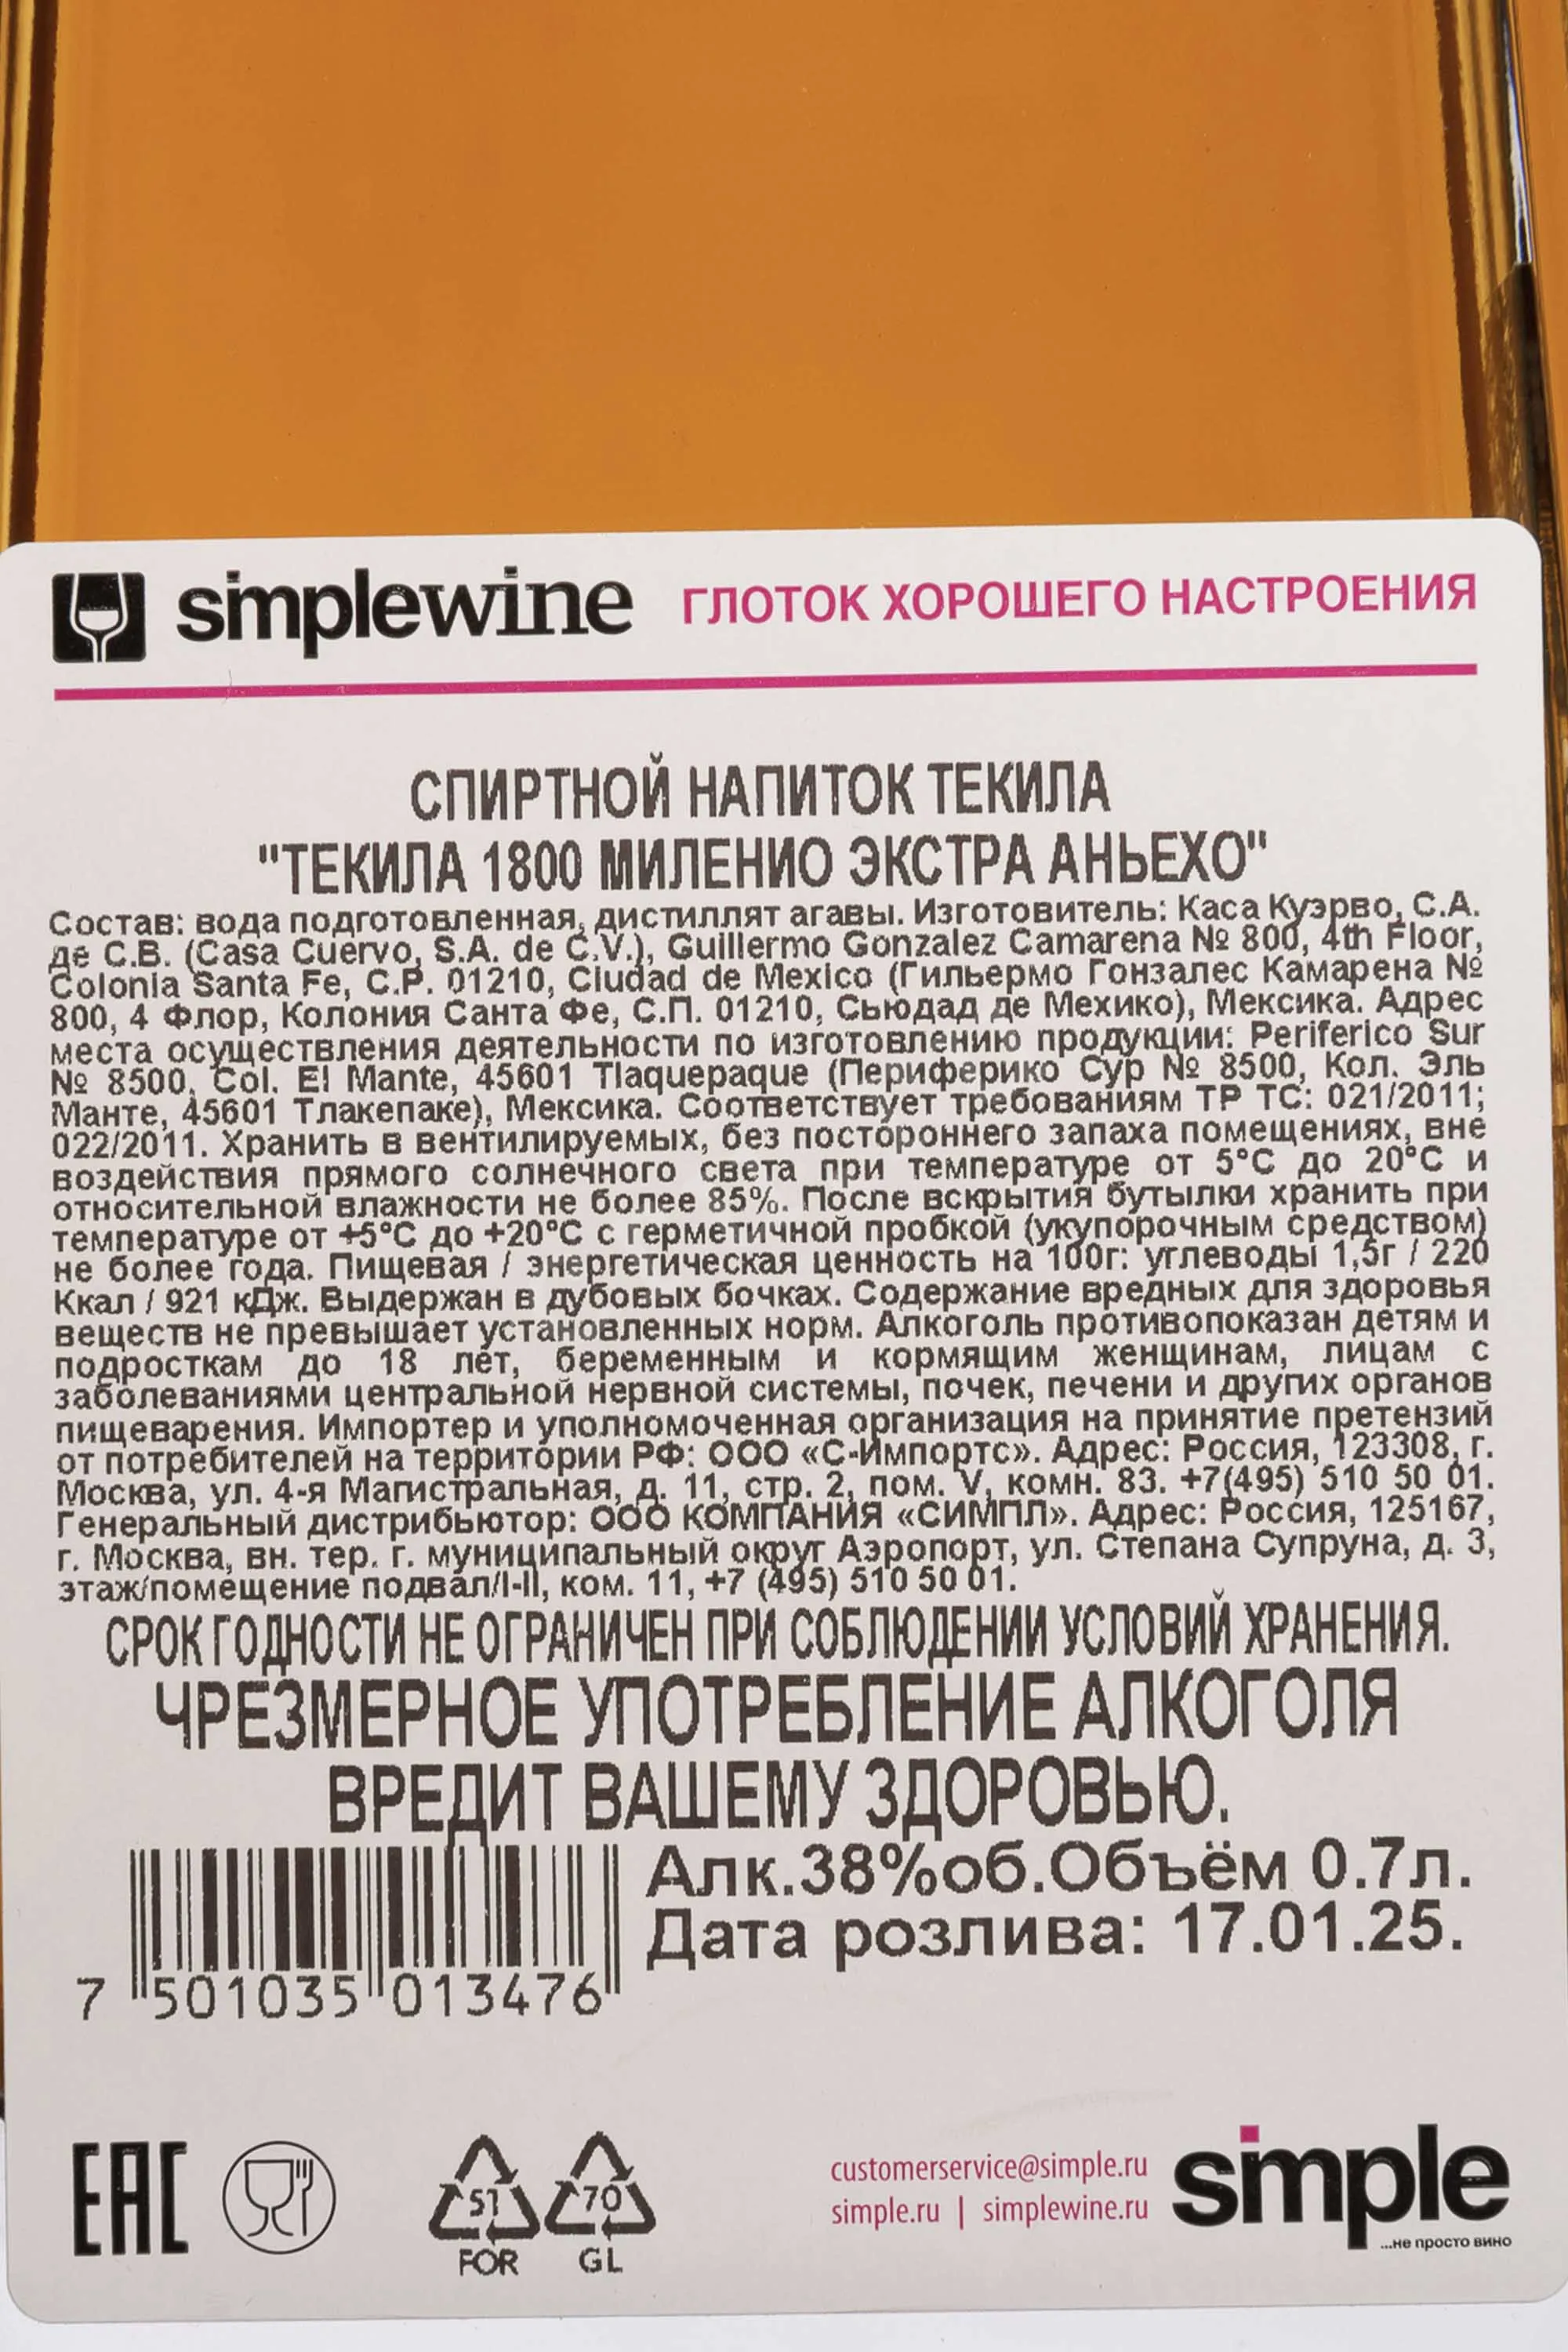 simplewine ГЛОТОК ХОРОШЕГО НАСТРОЕНИЯ
СПИРТНОЙ НАПИТОК ТЕКИЛА
"ТЕКИЛА 1800 МИЛЕНИО ЭКСТРА АНЬЕХО"
Состав: вода подготовленная, дистиллят агавы. Изготовитель: Каса Куэрво, С.А.
де С.В. (Casa Cuervo, S.A. de C.V.), Guillermo Gonzalez Camarena № 800, 4th Floor,
Colonia Santa Fe, C.P. 01210, Ciudad de Mexico (Гильермо Гонзалес Камарена №
800, 4 Флор, Колония Санта Фе, С.П. 01210, Сьюдад де Мехико), Мексика. Адрес
места осуществления деятельности по изготовлению продукции: Periferico Sur
№ 8500, Col. El Mante, 45601 Tlaquepaque (Периферико Сур № 8500, Кол. Эль
Манте, 45601 Тлакепаке), Мексика. Соответствует требованиям ТР ТС: 021/2011;
022/2011. Хранить в вентилируемых, без постороннего запаха помещениях, вне
воздействия прямого солнечного света при температуре от 5°С до 20°С и
относительной влажности не более 85%. После вскрытия бутылки хранить при
температуре от +5°С до +20°С с герметичной пробкой (укупорочным средством)
не более года. Пищевая / энергетическая ценность на 100г: углеводы 1,5г / 220
Ккал / 921 кДж. Выдержан в дубовых бочках. Содержание вредных для здоровья
веществ не превышает установленных норм. Алкоголь противопоказан детям и
подросткам до 18 лет, беременным и кормящим женщинам, лицам с
заболеваниями центральной нервной системы, почек, печени и других органов
пищеварения. Импортер и уполномоченная организация на принятие претензий
от потребителей на территории РФ: ООО «С-Импортс». Адрес: Россия, 123308, г.
Москва, ул. 4-я Магистральная, д. 11, стр. 2, пом. V, комн. 83. +7(495) 510 50 01.
Генеральный дистрибьютор: ООО КОМПАНИЯ «СИМПЛ». Адрес: Россия, 125167,
г. Москва, вн. тер. г. муниципальный округ Аэропорт, ул. Степана Супруна, д. 3,
этаж/помещение подвал/I-II, ком. 11, +7 (495) 510 50 01.
СРОК ГОДНОСТИ НЕ ОГРАНИЧЕН ПРИ СОБЛЮДЕНИИ УСЛОВИЙ ХРАНЕНИЯ.
ЧРЕЗМЕРНОЕ УПОТРЕБЛЕНИЕ АЛКОГОЛЯ
ВРЕДИТ ВАШЕМУ ЗДОРОВЬЮ.
Алк.38%об.Объём 0.7л.
Дата розлива: 17.01.25.
7 501035 013476
EAC
51 70
FOR GL
customerservice@simple.ru
simple.ru | simplewine.ru
simple
...не просто вино